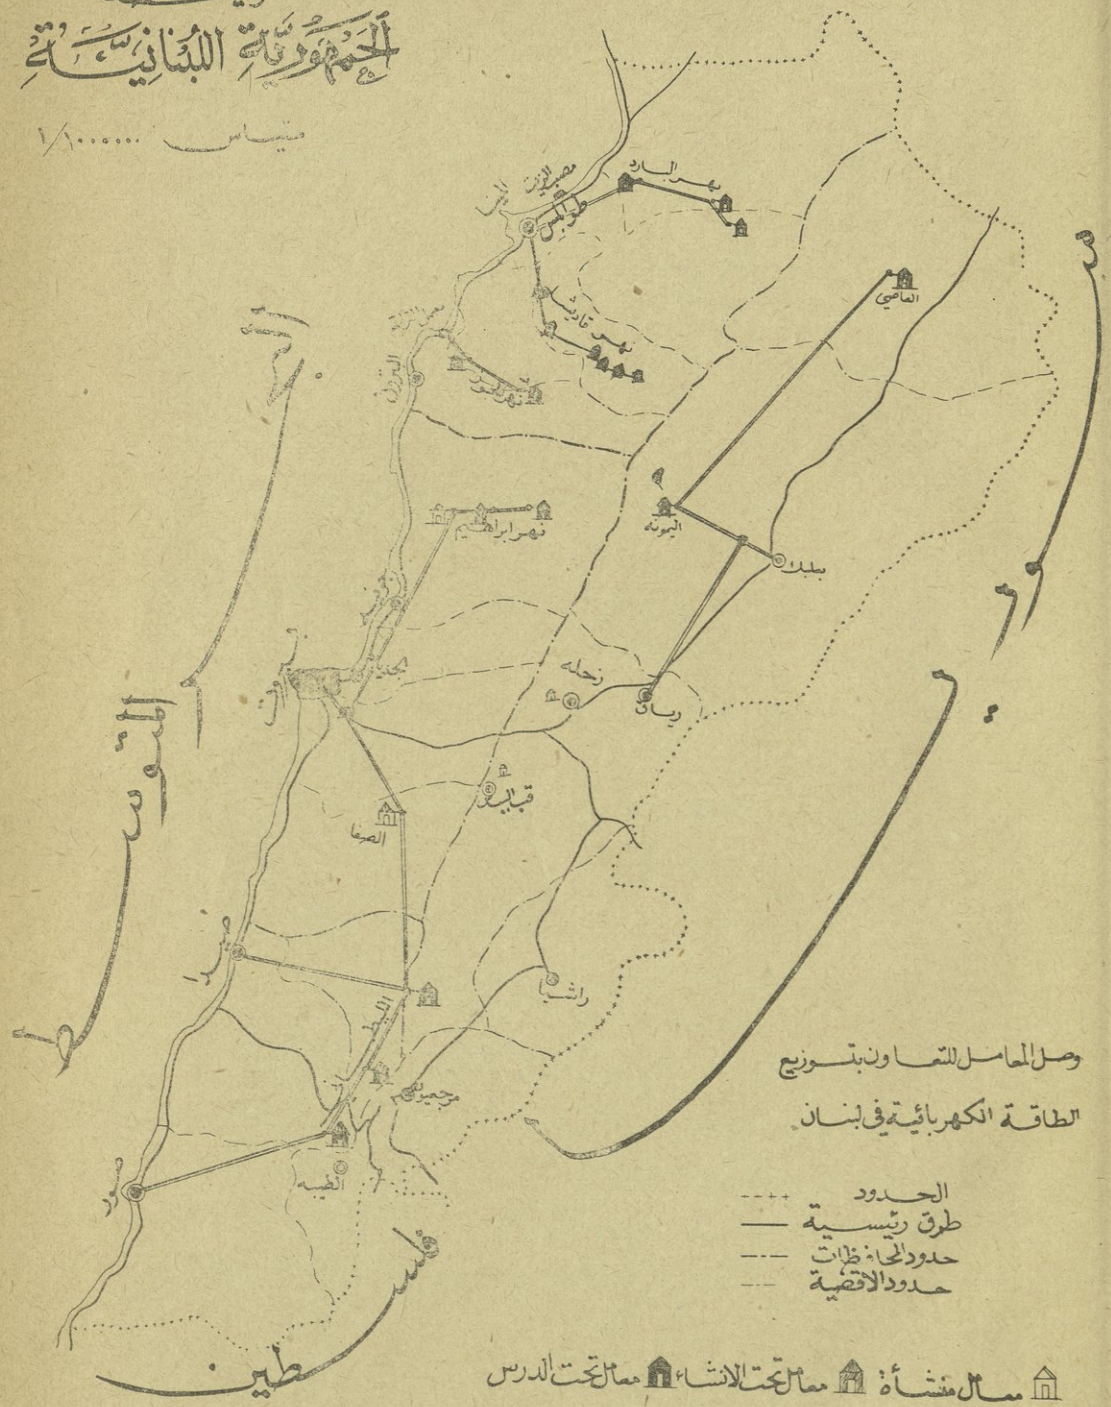 الجمهورية اللبنانية
مقياس ١/١٠٠٠٠٠٠
نهر البارد
طرابلس
العاصي
نهر قاديشا
البترون
اليمونه
نهر ابراهيم
بعلبك
زحله
رياق
بيروت
الصفا
صيدا
راشيا
مرجعيون
الطيبه
صور
البحر
المتوسط
سوريا
فلسطين
وصل المعامل للتعاون بتوزيع
الطاقة الكهربائية في لبنان
الحدود
طرق رئيسية
حدود المحافظات
حدود الاقضية
معامل منشأة معامل تحت الانشاء معامل تحت الدرس